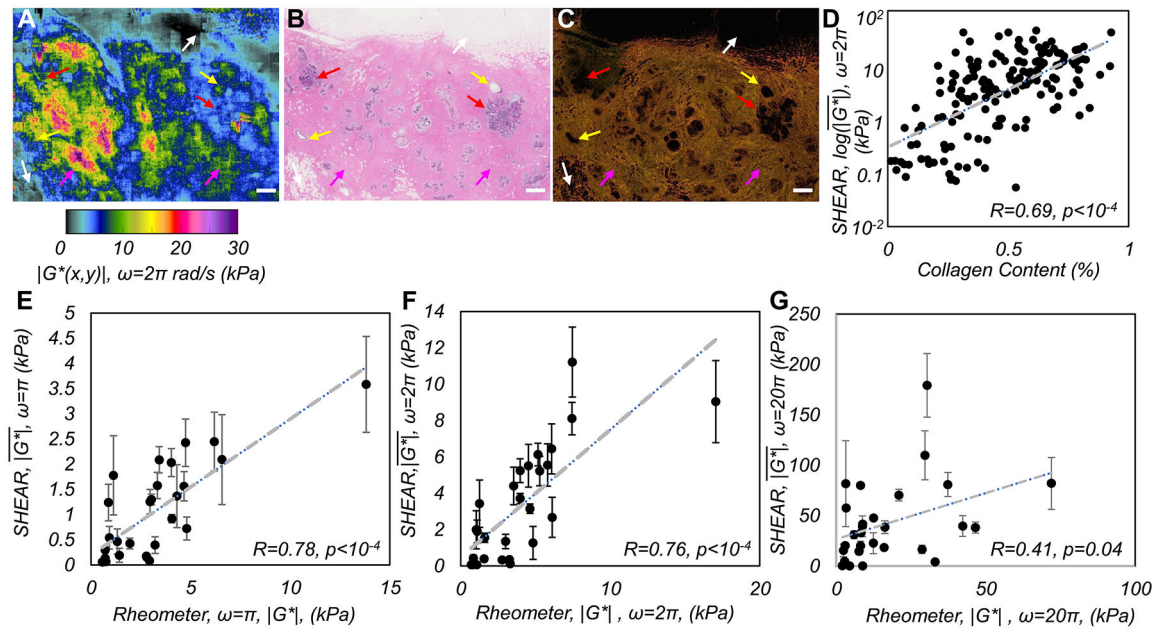 A
B
C
D
0 10 20 30
|G*(x,y)|, ω=2π rad/s (kPa)
SHEAR, log(|G*|), ω=2π
(kPa)
10²
10
1
0.1
10⁻²
R=0.69, p<10⁻⁴
0 0.5 1
Collagen Content (%)
E
SHEAR, |G*|, ω=π (kPa)
5
4.5
4
3.5
3
2.5
2
1.5
1
0.5
0
R=0.78, p<10⁻⁴
0 5 10 15
Rheometer, ω=π, |G*|, (kPa)
F
SHEAR,|G*|, ω=2π (kPa)
14
12
10
8
6
4
2
0
R=0.76, p<10⁻⁴
0 5 10 15 20
Rheometer, |G*| , ω=2π, (kPa)
G
SHEAR, |G*|, ω=20π (kPa)
250
200
150
100
50
0
R=0.41, p=0.04
0 50 100
Rheometer, |G*| , ω=20π, (kPa)